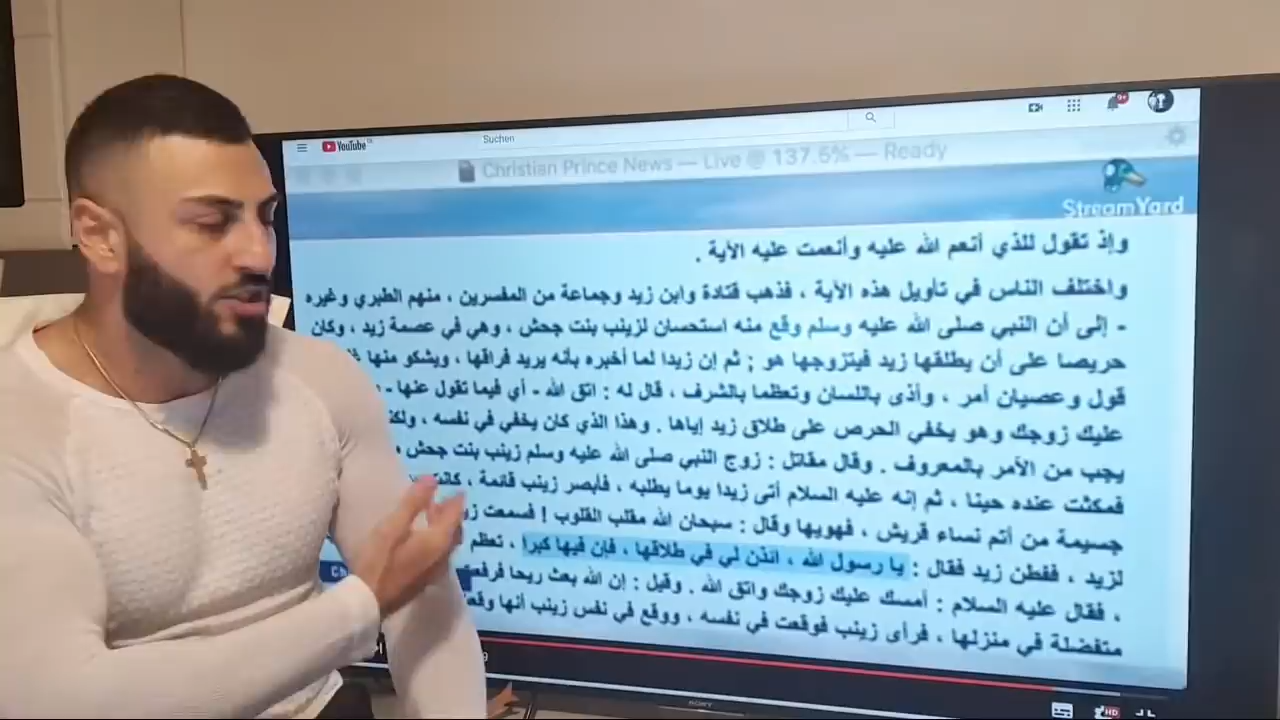 YouTube
Suchen
9+
Christian Prince News — Live @ 137.5% — Ready
StreamYard
وإذ تقول للذي أنعم الله عليه وأنعمت عليه الآية .
واختلف الناس في تأويل هذه الآية ، فذهب قتادة وابن زيد وجماعة من المفسرين ، منهم الطبري وغيره
- إلى أن النبي صلى الله عليه وسلم وقع منه استحسان لزينب بنت جحش ، وهي في عصمة زيد ، وكان
حريصا على أن يطلقها زيد فيتزوجها هو ; ثم إن زيدا لما أخبره بأنه يريد فراقها ، ويشكو منها
قول وعصيان أمر ، وأذى باللسان وتعظما بالشرف ، قال له : اتق الله - أي فيما تقول عنها -
عليك زوجك وهو يخفي الحرص على طلاق زيد إياها . وهذا الذي كان يخفي في نفسه ، ولكنه
يجب من الأمر بالمعروف . وقال مقاتل : زوج النبي صلى الله عليه وسلم زينب بنت جحش
فمكثت عنده حينا ، ثم إنه عليه السلام أتى زيدا يوما يطلبه ، فأبصر زينب قائمة ، كانت
جسيمة من أتم نساء قريش ، فهويها وقال : سبحان الله مقلب القلوب ! فسمعت
لزيد ، ففطن زيد فقال : يا رسول الله ، ائذن لي في طلاقها ، فإن فيها كبرا ، تعظم
، فقال عليه السلام : أمسك عليك زوجك واتق الله . وقيل : إن الله بعث ريحا فرفعت
متفضلة في منزلها ، فرأى زينب فوقعت في نفسه ، ووقع في نفس زينب أنها
SONY
HD